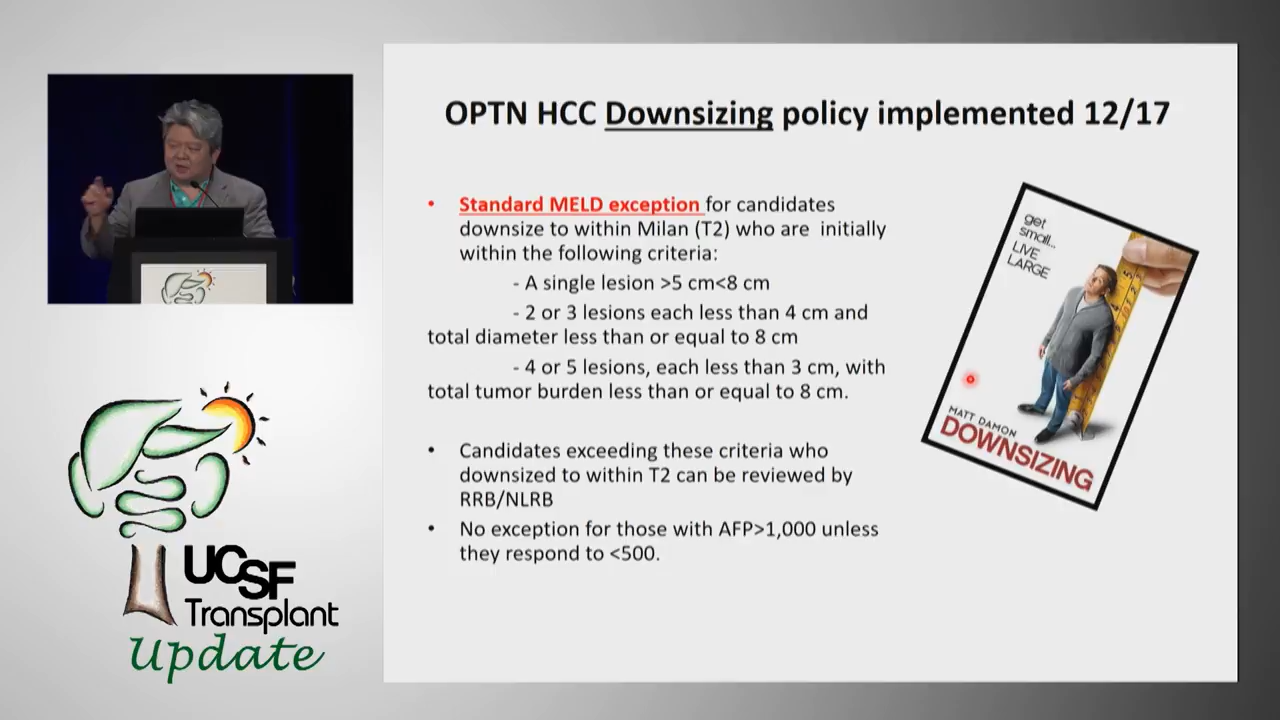 OPTN HCC Downsizing policy implemented 12/17
• Standard MELD exception for candidates
downsize to within Milan (T2) who are initially
within the following criteria:
- A single lesion >5 cm<8 cm
- 2 or 3 lesions each less than 4 cm and
total diameter less than or equal to 8 cm
- 4 or 5 lesions, each less than 3 cm, with
total tumor burden less than or equal to 8 cm.
• Candidates exceeding these criteria who
downsized to within T2 can be reviewed by
RRB/NLRB
• No exception for those with AFP>1,000 unless
they respond to <500.
get
small...
LIVE
LARGE
MATT DAMON
DOWNSIZING
UCSF
Transplant
Update